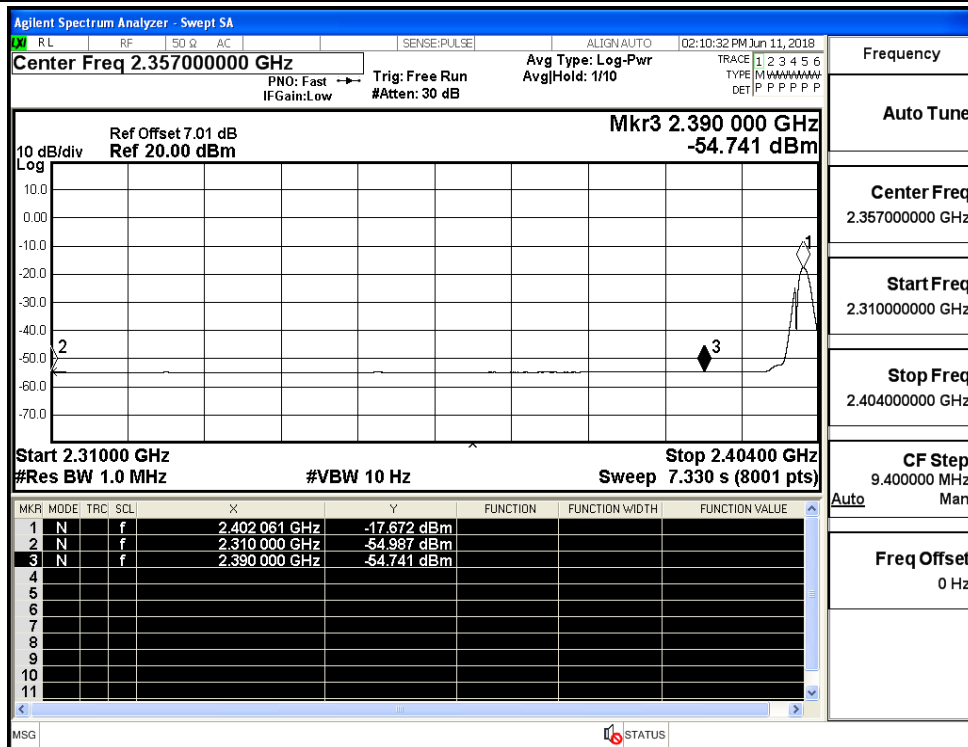 Agilent Spectrum Analyzer - Swept SA
LXI RL RF 50 Ω AC SENSE:PULSE ALIGN AUTO 02:10:32 PM Jun 11, 2018
Center Freq 2.357000000 GHz
PNO: Fast
IFGain:Low
Trig: Free Run
#Atten: 30 dB
Avg Type: Log-Pwr
Avg|Hold: 1/10
TRACE 1 2 3 4 5 6
TYPE M W W W W W
DET P P P P P P
Ref Offset 7.01 dB
10 dB/div Ref 20.00 dBm
Log
Mkr3 2.390 000 GHz
-54.741 dBm
10.0
0.00
-10.0
-20.0
-30.0
-40.0
-50.0
-60.0
-70.0
1
2
3
Start 2.31000 GHz Stop 2.40400 GHz
#Res BW 1.0 MHz #VBW 10 Hz Sweep 7.330 s (8001 pts)
MKR MODE TRC SCL X Y FUNCTION FUNCTION WIDTH FUNCTION VALUE
1 N f 2.402 061 GHz -17.672 dBm
2 N f 2.310 000 GHz -54.987 dBm
3 N f 2.390 000 GHz -54.741 dBm
4
5
6
7
8
9
10
11
MSG STATUS
Frequency
Auto Tune
Center Freq
2.357000000 GHz
Start Freq
2.310000000 GHz
Stop Freq
2.404000000 GHz
CF Step
9.400000 MHz
Auto Man
Freq Offset
0 Hz